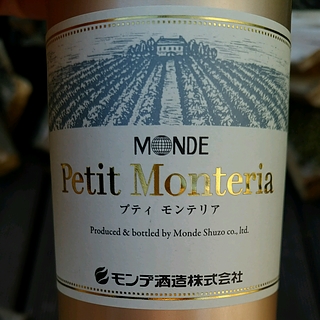 MONDE
Petit Monteria
プティ モンテリア
Produced & bottled by Monde Shuzo co., ltd.
モンデ酒造株式会社